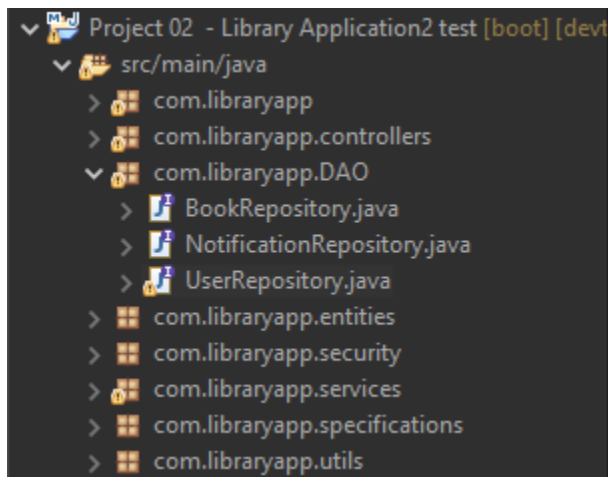 Project 02 - Library Application2 test [boot] [devt
src/main/java
com.libraryapp
com.libraryapp.controllers
com.libraryapp.DAO
BookRepository.java
NotificationRepository.java
UserRepository.java
com.libraryapp.entities
com.libraryapp.security
com.libraryapp.services
com.libraryapp.specifications
com.libraryapp.utils